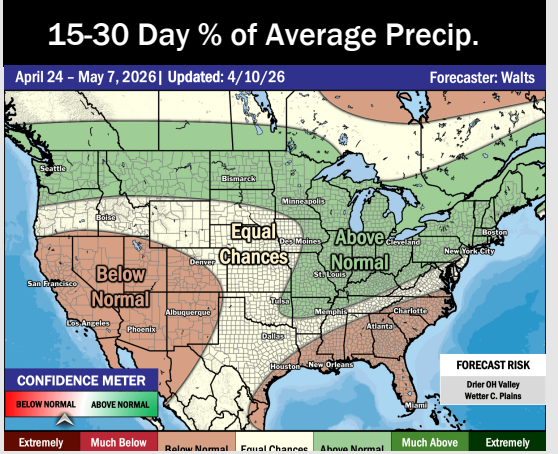 15-30 Day % of Average Precip.
April 24 – May 7, 2026| Updated: 4/10/26
Forecaster: Walts
Seattle
Bismarck
Minneapolis
Boise
Boston
Equal
Chances
Des Moines
Above
Normal
Cleveland
New York City
Denver
Below
Normal
St. Louis
San Francisco
Tulsa
Memphis
Charlotte
Albuquerque
Los Angeles
Phoenix
Atlanta
Dallas
Houston
New Orleans
Miami
FORECAST RISK
Drier OH Valley
Wetter C. Plains
CONFIDENCE METER
BELOW NORMAL
ABOVE NORMAL
Extremely
Much Below
Below Normal
Equal Chances
Above Normal
Much Above
Extremely